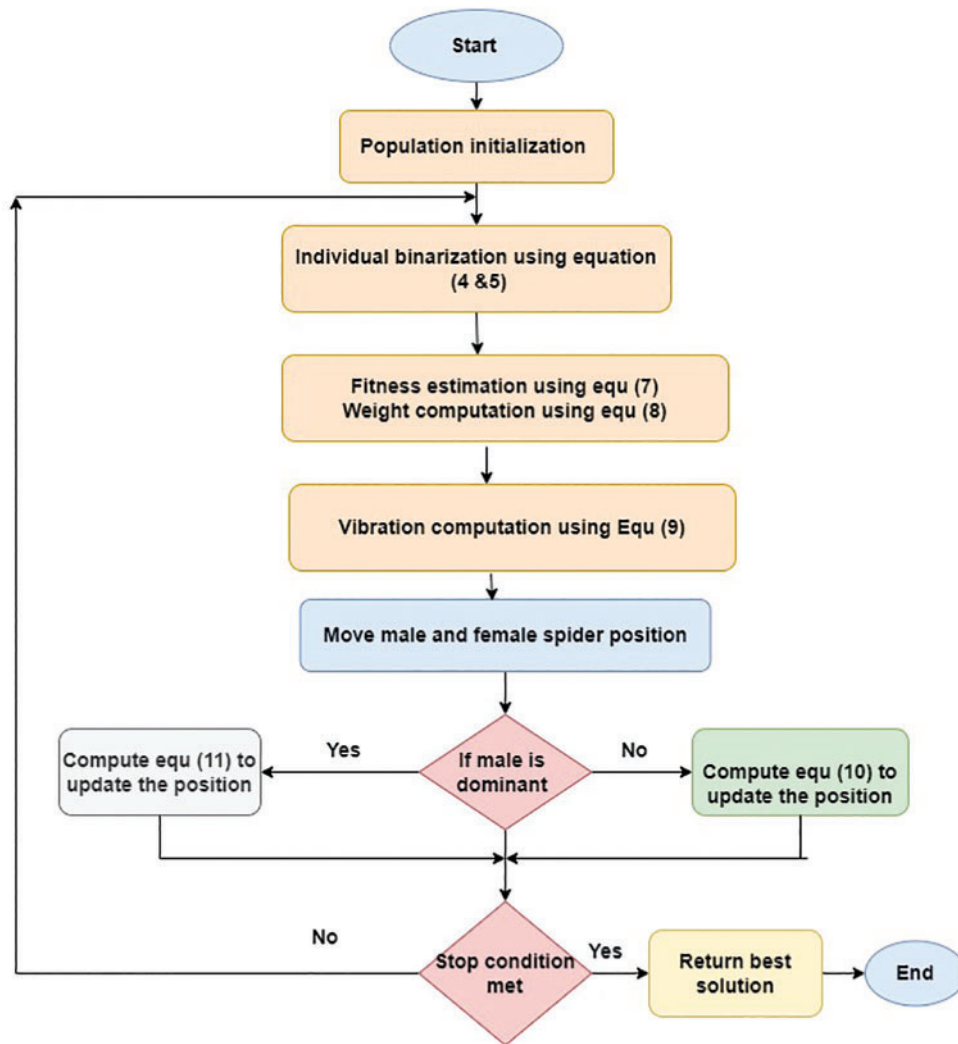 Start
Population initialization
Individual binarization using equation
(4 &5)
Fitness estimation using equ (7)
Weight computation using equ (8)
Vibration computation using Equ (9)
Move male and female spider position
Yes
If male is
dominant
No
Compute equ (11) to
update the position
Compute equ (10) to
update the position
No
Stop condition
met
Yes
Return best
solution
End